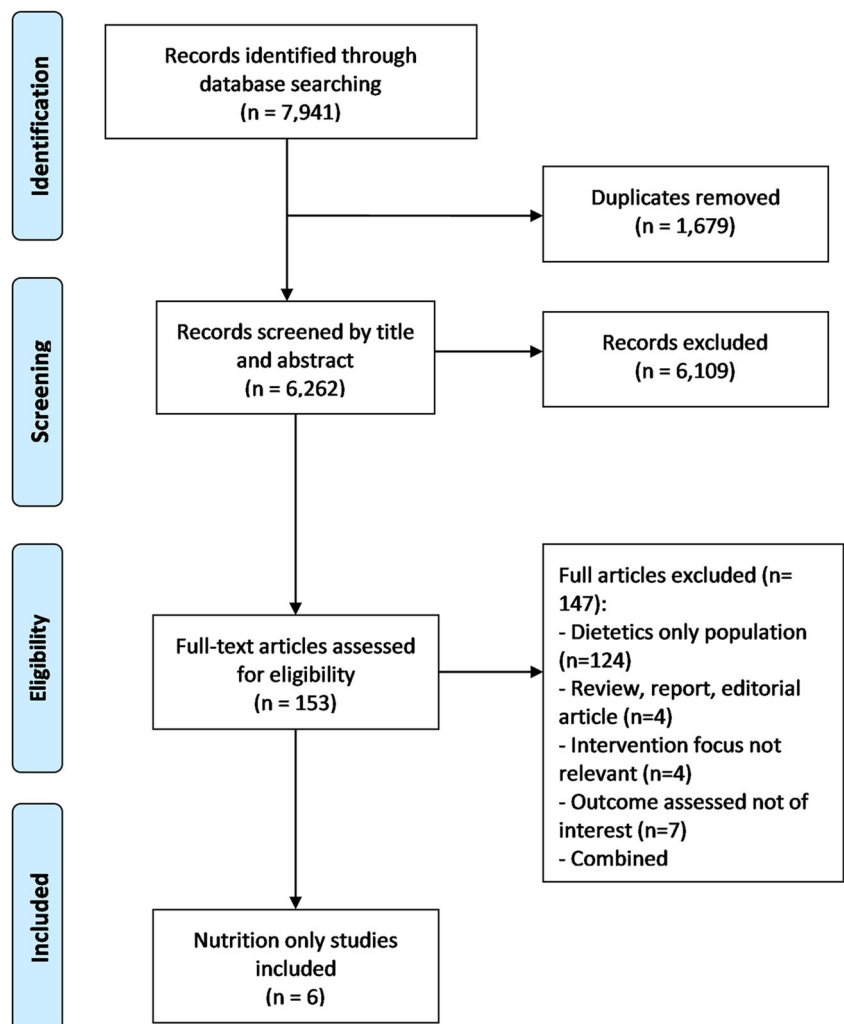 Identification
Records identified through
database searching
(n = 7,941)
Duplicates removed
(n = 1,679)
Screening
Records screened by title
and abstract
(n = 6,262)
Records excluded
(n = 6,109)
Eligibility
Full-text articles assessed
for eligibility
(n = 153)
Full articles excluded (n=
147):
- Dietetics only population
(n=124)
- Review, report, editorial
article (n=4)
- Intervention focus not
relevant (n=4)
- Outcome assessed not of
interest (n=7)
- Combined
Included
Nutrition only studies
included
(n = 6)